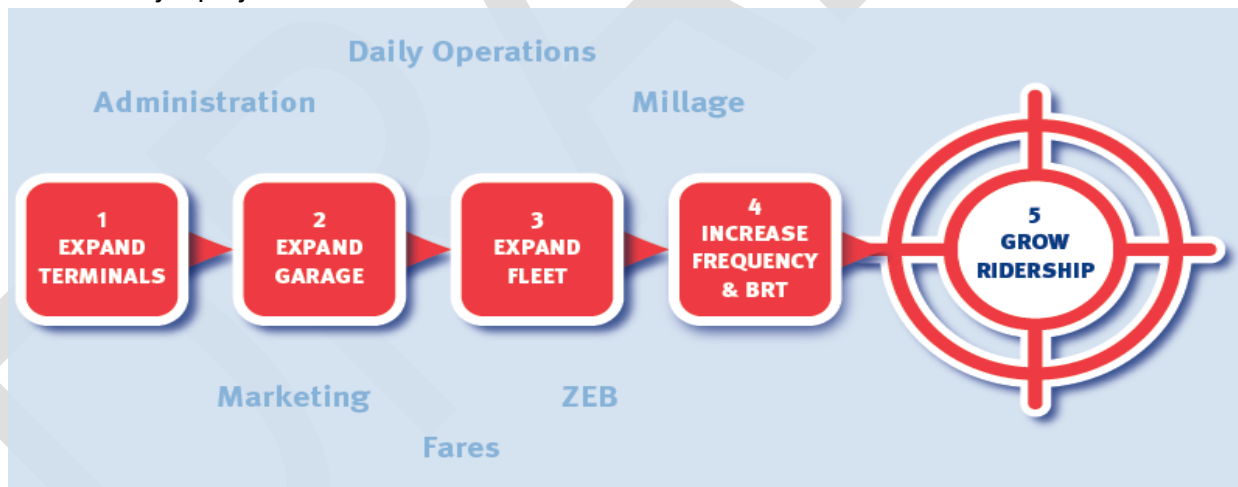 Daily Operations
Administration
Millage
1
EXPAND
TERMINALS
2
EXPAND
GARAGE
3
EXPAND
FLEET
4
INCREASE
FREQUENCY
& BRT
5
GROW
RIDERSHIP
Marketing
ZEB
Fares